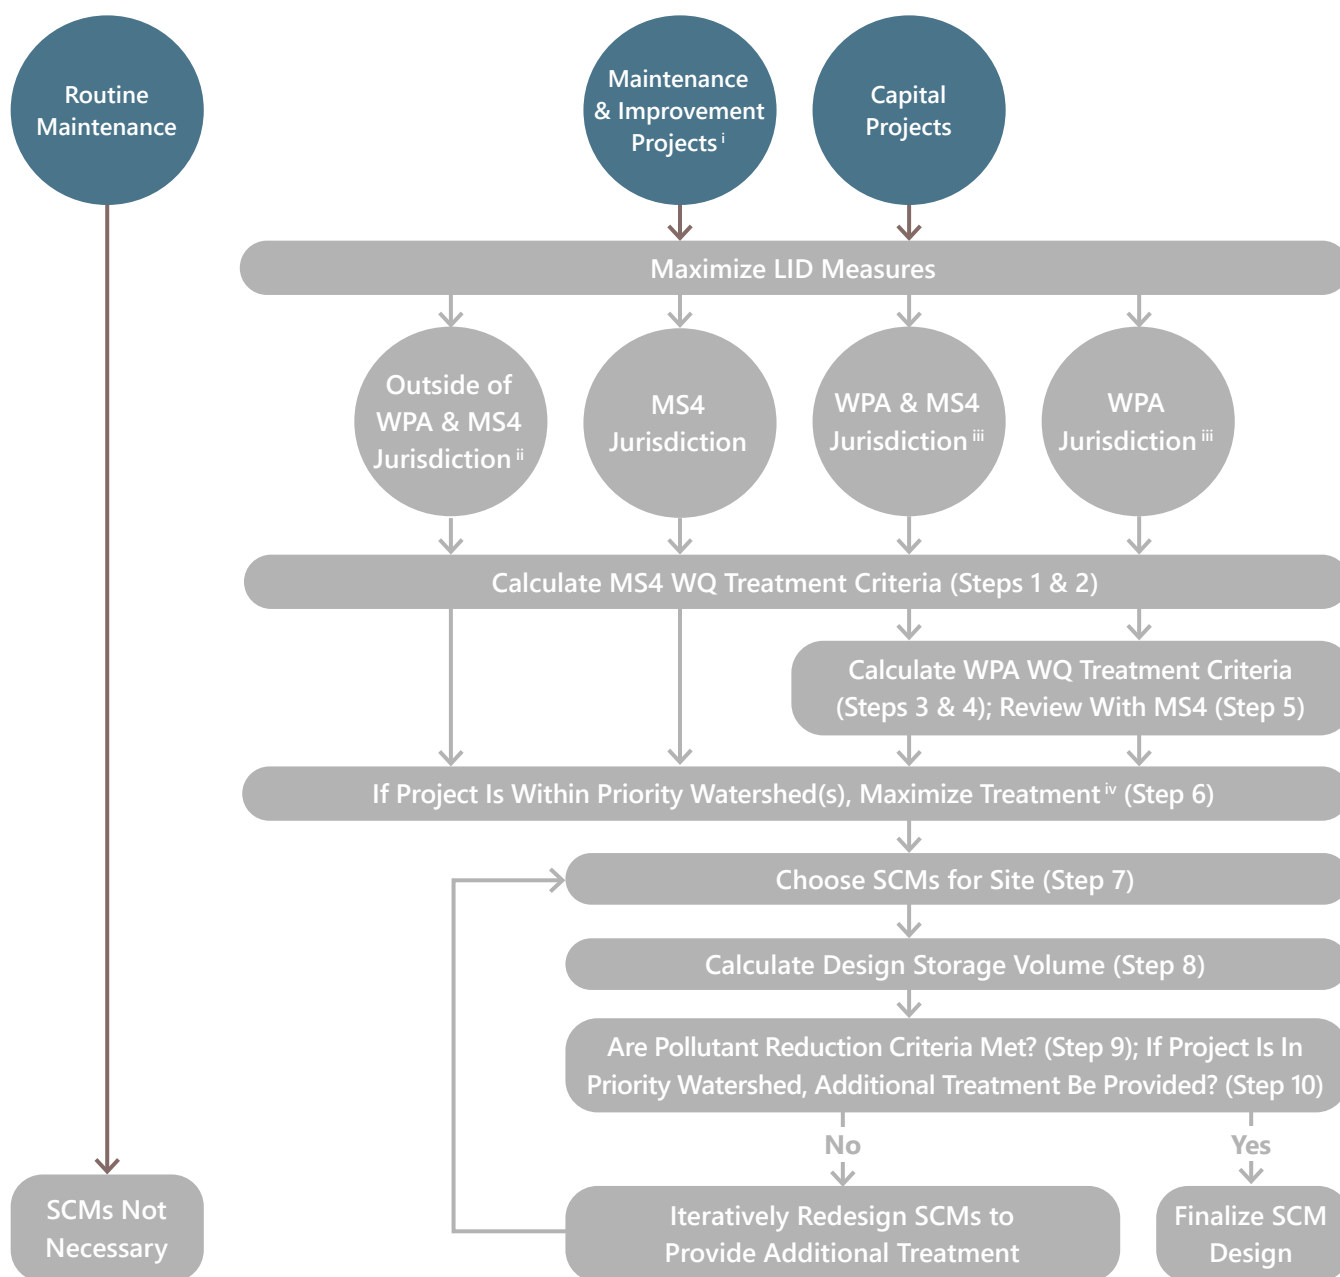 Routine
Maintenance
Maintenance
& Improvement
Projects i
Capital
Projects
Maximize LID Measures
Outside of
WPA & MS4
Jurisdiction ii
MS4
Jurisdiction
WPA & MS4
Jurisdiction iii
WPA
Jurisdiction iii
Calculate MS4 WQ Treatment Criteria (Steps 1 & 2)
Calculate WPA WQ Treatment Criteria
(Steps 3 & 4); Review With MS4 (Step 5)
If Project Is Within Priority Watershed(s), Maximize Treatment iv (Step 6)
Choose SCMs for Site (Step 7)
Calculate Design Storage Volume (Step 8)
Are Pollutant Reduction Criteria Met? (Step 9); If Project Is In
Priority Watershed, Additional Treatment Be Provided? (Step 10)
No
Yes
SCMs Not
Necessary
Iteratively Redesign SCMs to
Provide Additional Treatment
Finalize SCM
Design